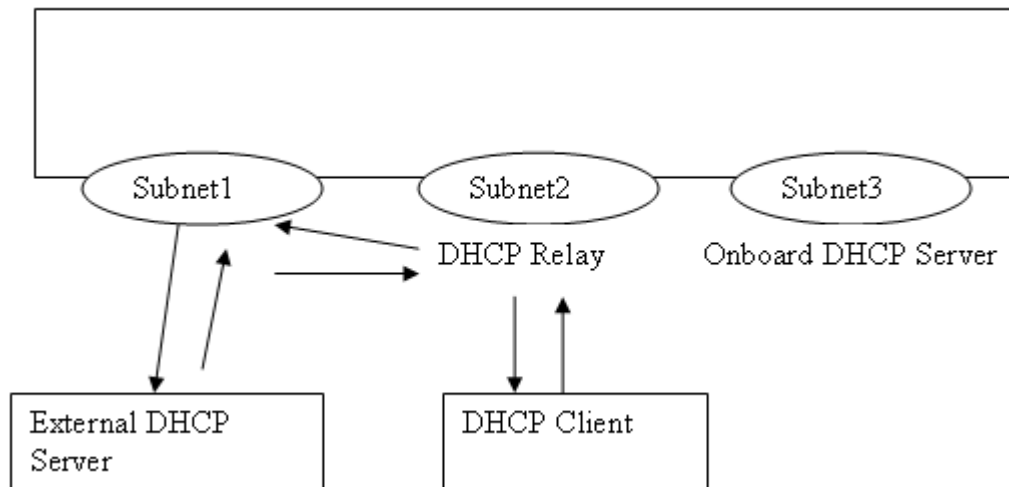 Subnet1
Subnet2
Subnet3
DHCP Relay
Onboard DHCP Server
External DHCP
Server
DHCP Client